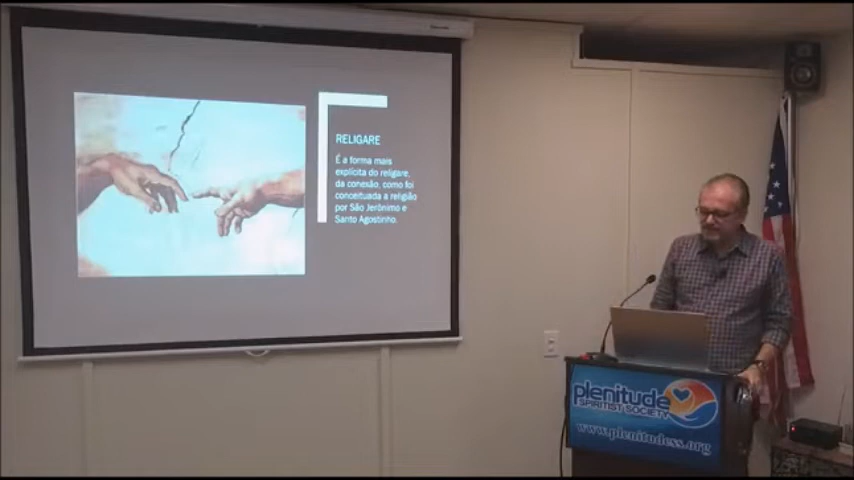 RELIGARE
É a forma mais
explícita do religare,
da conexão, como foi
conceituada a religião
por São Jerônimo e
Santo Agostinho.
plenitude
SPIRITIST SOCIETY
www.plenitudess.org